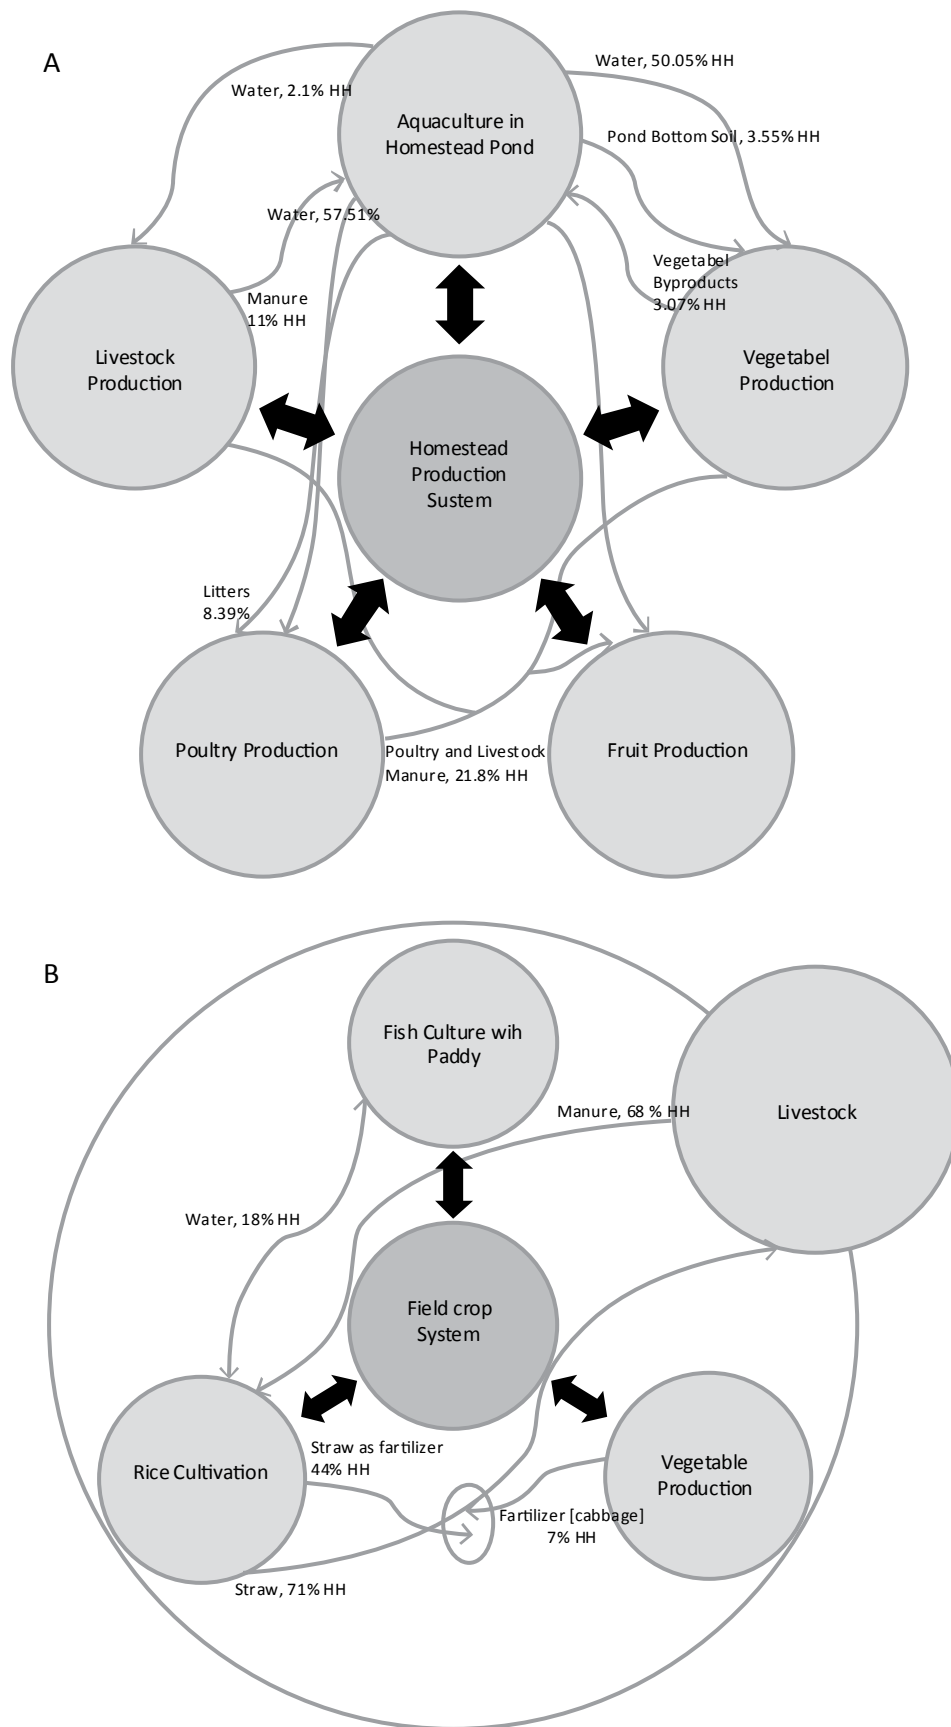 A
Water, 50.05% HH
Water, 2.1% HH
Aquaculture in
Homestead Pond
Pond Bottom Soil, 3.55% HH
Water, 57.51%
Vegetabel
Byproducts
3.07% HH
Manure
11% HH
Livestock
Production
Vegetabel
Production
Homestead
Production
Sustem
Litters
8.39%
Poultry Production
Poultry and Livestock
Manure, 21.8% HH
Fruit Production
B
Fish Culture wih
Paddy
Manure, 68 % HH
Livestock
Water, 18% HH
Field crop
System
Straw as fartilizer
44% HH
Rice Cultivation
Vegetable
Production
Fartilizer [cabbage]
7% HH
Straw, 71% HH